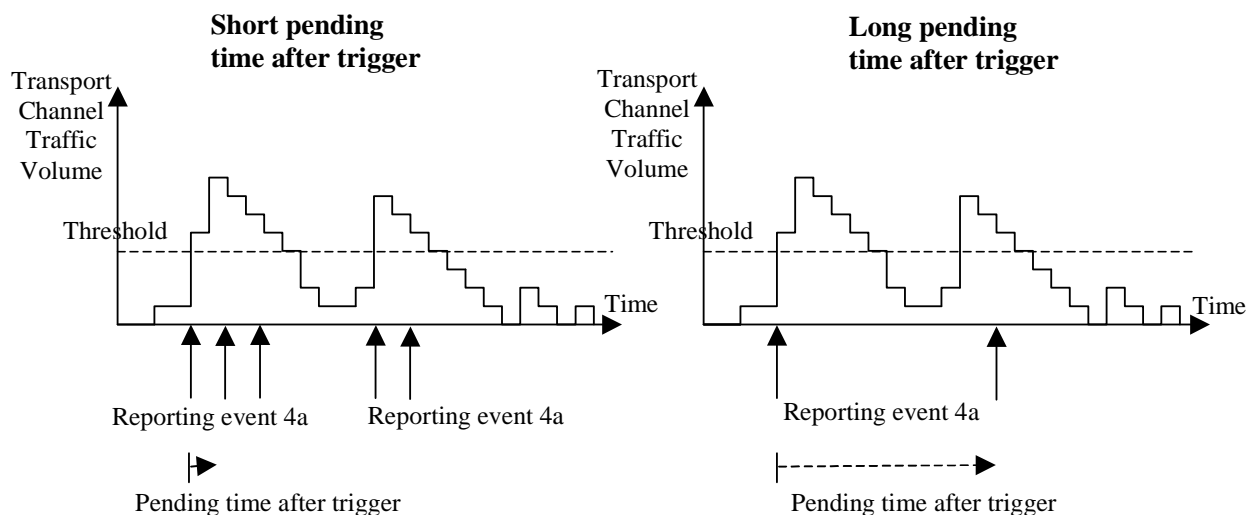 Short pending
time after trigger
Transport
Channel
Traffic
Volume
Threshold
Time
Reporting event 4a
Reporting event 4a
Pending time after trigger
Long pending
time after trigger
Transport
Channel
Traffic
Volume
Threshold
Time
Reporting event 4a
Pending time after trigger